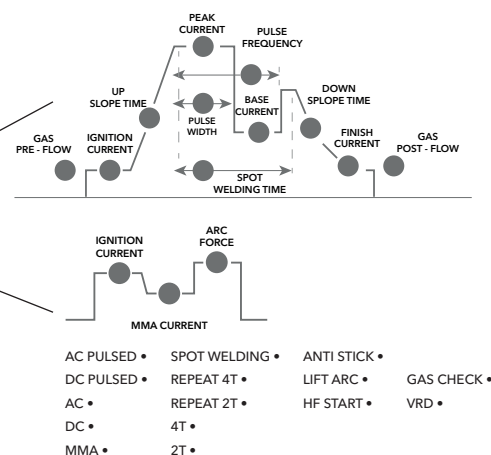 PEAK
CURRENT
PULSE
FREQUENCY
UP
SLOPE TIME
BASE
CURRENT
DOWN
SPLOPE TIME
PULSE
WIDTH
GAS
PRE - FLOW
IGNITION
CURRENT
FINISH
CURRENT
GAS
POST - FLOW
SPOT
WELDING TIME
IGNITION
CURRENT
ARC
FORCE
MMA CURRENT
AC PULSED • SPOT WELDING • ANTI STICK •
DC PULSED • REPEAT 4T • LIFT ARC • GAS CHECK •
AC • REPEAT 2T • HF START • VRD •
DC • 4T •
MMA • 2T •